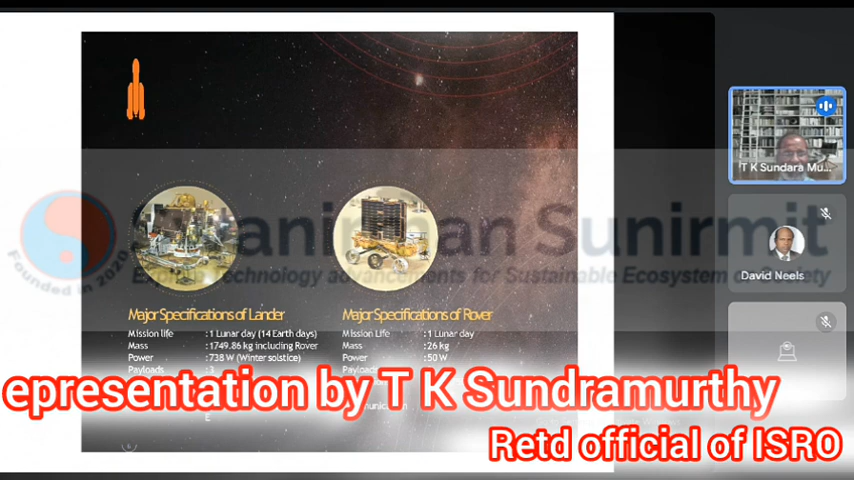 T K Sundara Mu...
Founded in 2020
Sunirmit
Technology advancements for Sustainable Ecosystem
David Neels
Major Specifications of Lander
Mission life : 1 Lunar day (14 Earth days)
Mass : 1749.86 kg including Rover
Power : 738 W (Winter solstice)
Payloads : 3
Major Specifications of Rover
Mission Life : 1 Lunar day
Mass : 26 kg
Power : 50 W
Payloads
epresentation by T K Sundramurthy
Retd official of ISRO